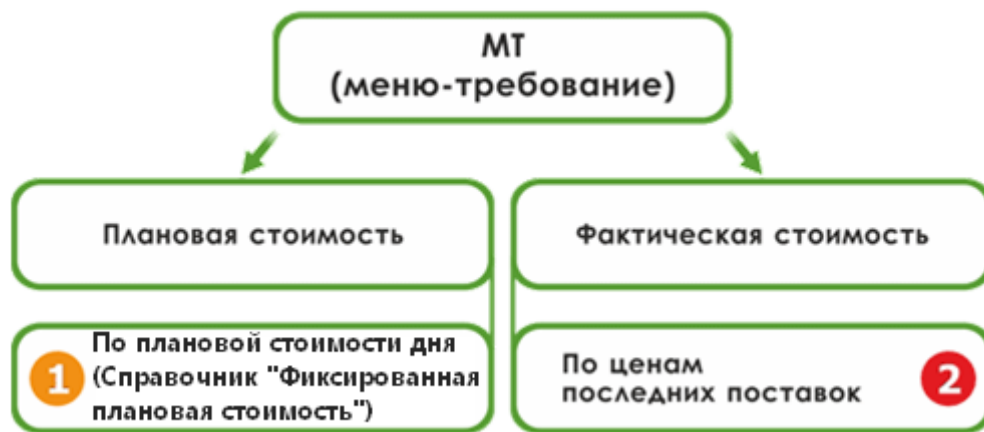 МТ
(меню-требование)
Плановая стоимость
Фактическая стоимость
1
По плановой стоимости дня
(Справочник "Фиксированная
плановая стоимость")
По ценам
последних поставок
2